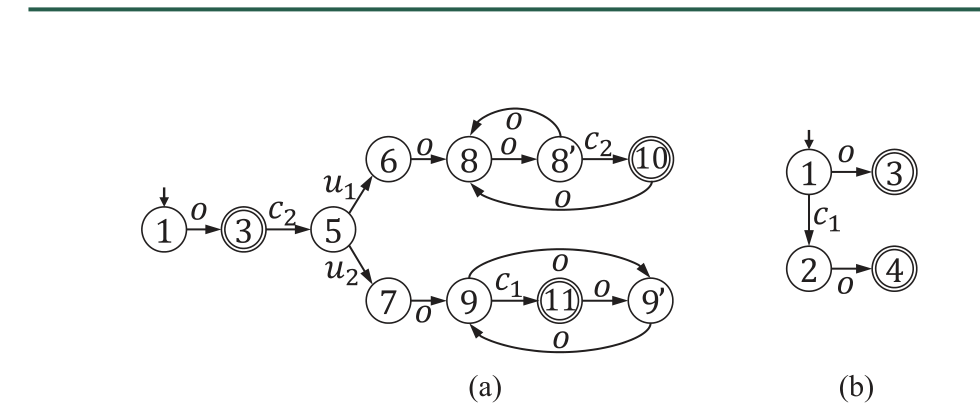 o
o o o c₂
6 8 8' 10
u₁ o
1 o 3 c₂ 5
u₂ o
7 o 9 c₁ 11 o 9'
o
1 o 3
c₁
2 o 4
(a) (b)